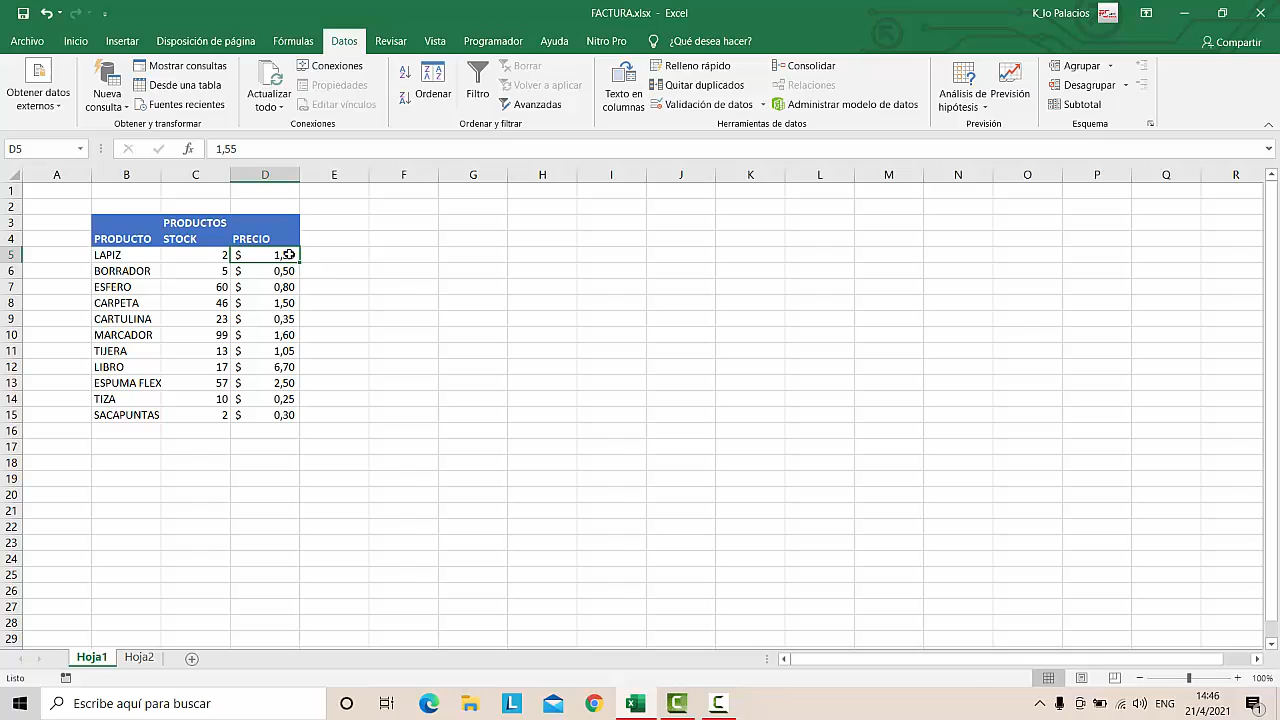 FACTURA.xlsx - Excel
K_lo Palacios
Archivo Inicio Insertar Disposición de página Fórmulas Datos Revisar Vista Programador Ayuda Nitro Pro ¿Qué desea hacer? Compartir
Obtener datos externos
Nueva consulta
Mostrar consultas
Desde una tabla
Fuentes recientes
Obtener y transformar
Actualizar todo
Conexiones
Propiedades
Editar vínculos
Conexiones
Ordenar
Filtro
Borrar
Volver a aplicar
Avanzadas
Ordenar y filtrar
Texto en columnas
Relleno rápido
Quitar duplicados
Validación de datos
Consolidar
Relaciones
Administrar modelo de datos
Herramientas de datos
Análisis de hipótesis
Previsión
Previsión
Agrupar
Desagrupar
Subtotal
Esquema
D5 fx 1,55
A B C D E F G H I J K L M N O P Q R
1
2
3 PRODUCTOS
4 PRODUCTO STOCK PRECIO
5 LAPIZ 2 $
6 BORRADOR 5 $ 0,50
7 ESFERO 60 $ 0,80
8 CARPETA 46 $ 1,50
9 CARTULINA 23 $ 0,35
10 MARCADOR 99 $ 1,60
11 TIJERA 13 $ 1,05
12 LIBRO 17 $ 6,70
13 ESPUMA FLEX 57 $ 2,50
14 TIZA 10 $ 0,25
15 SACAPUNTAS 2 $ 0,30
16
17
18
19
20
21
22
23
24
25
26
27
28
29
Hoja1 Hoja2
Listo 100%
Escribe aquí para buscar
ENG
14:46
21/4/2021